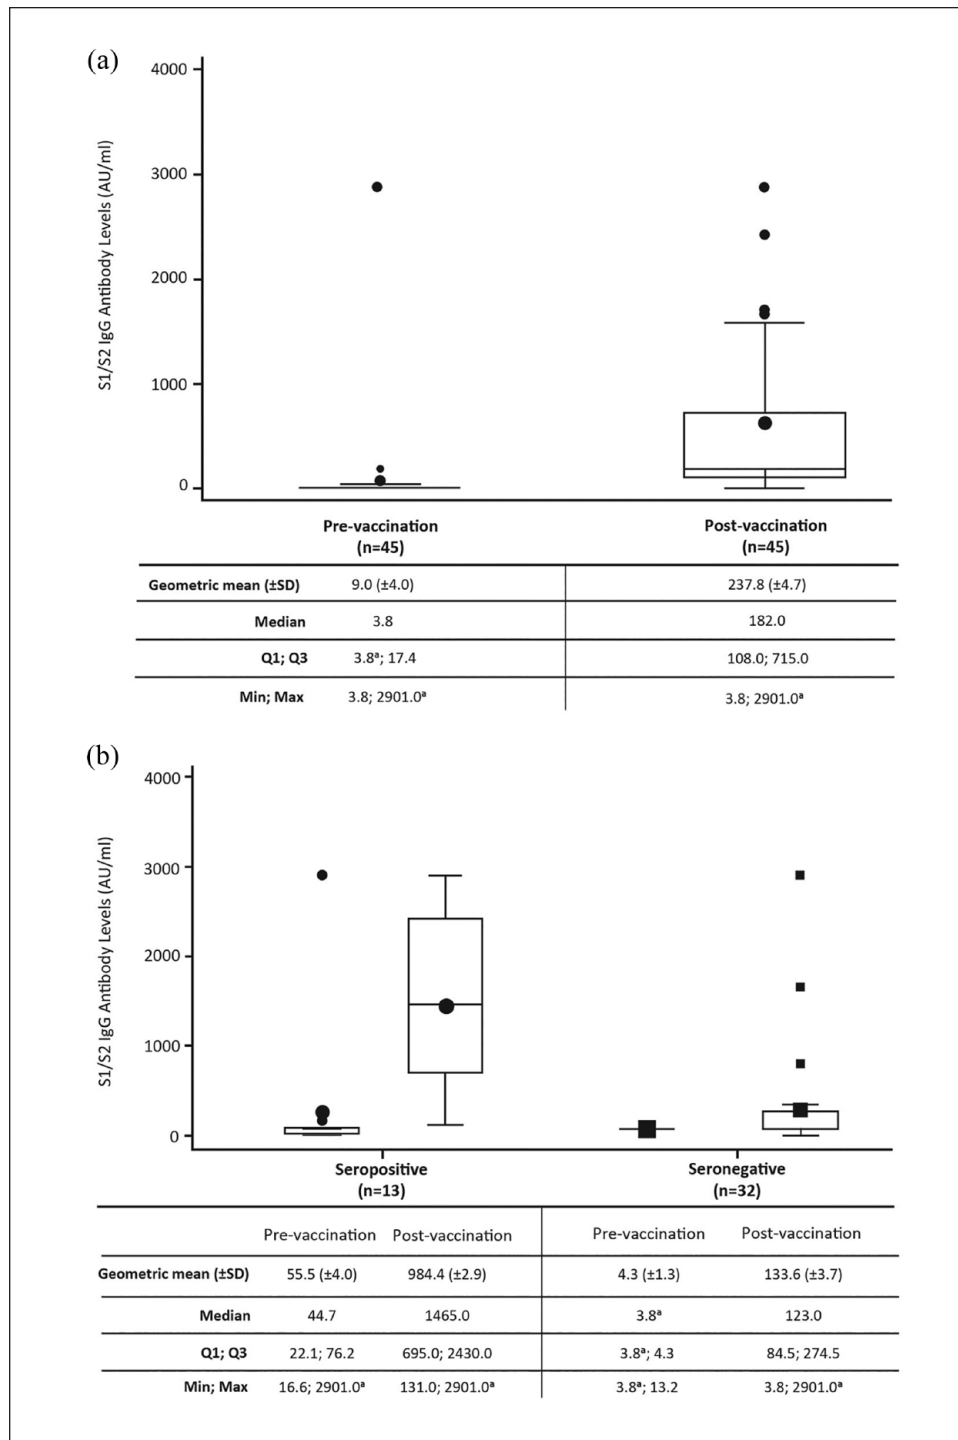 (a)
S1/S2 IgG Antibody Levels (AU/ml)
4000
3000
2000
1000
0
Pre-vaccination Post-vaccination
(n=45) (n=45)
Geometric mean (±SD) 9.0 (±4.0) 237.8 (±4.7)
Median 3.8 182.0
Q1; Q3 3.8ª; 17.4 108.0; 715.0
Min; Max 3.8; 2901.0ª 3.8; 2901.0ª
(b)
S1/S2 IgG Antibody Levels (AU/ml)
4000
3000
2000
1000
0
Seropositive Seronegative
(n=13) (n=32)
Pre-vaccination Post-vaccination Pre-vaccination Post-vaccination
Geometric mean (±SD) 55.5 (±4.0) 984.4 (±2.9) 4.3 (±1.3) 133.6 (±3.7)
Median 44.7 1465.0 3.8ª 123.0
Q1; Q3 22.1; 76.2 695.0; 2430.0 3.8ª; 4.3 84.5; 274.5
Min; Max 16.6; 2901.0ª 131.0; 2901.0ª 3.8ª; 13.2 3.8; 2901.0ª